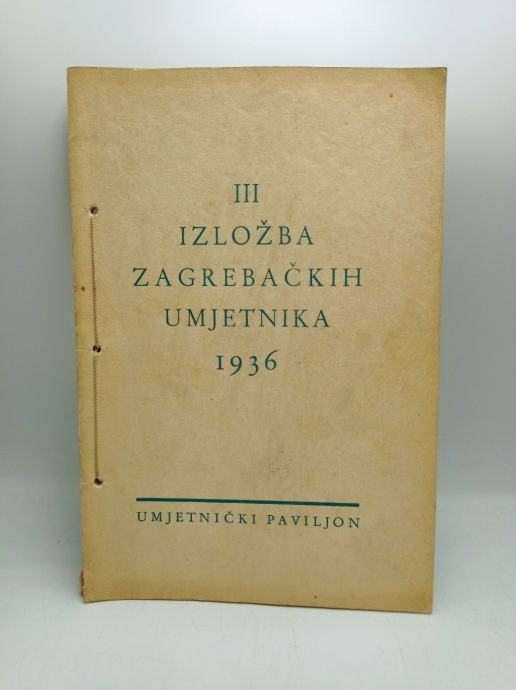 III
IZLOŽBA
ZAGREBAČKIH
UMJETNIKA
1936
UMJETNIČKI PAVILJON